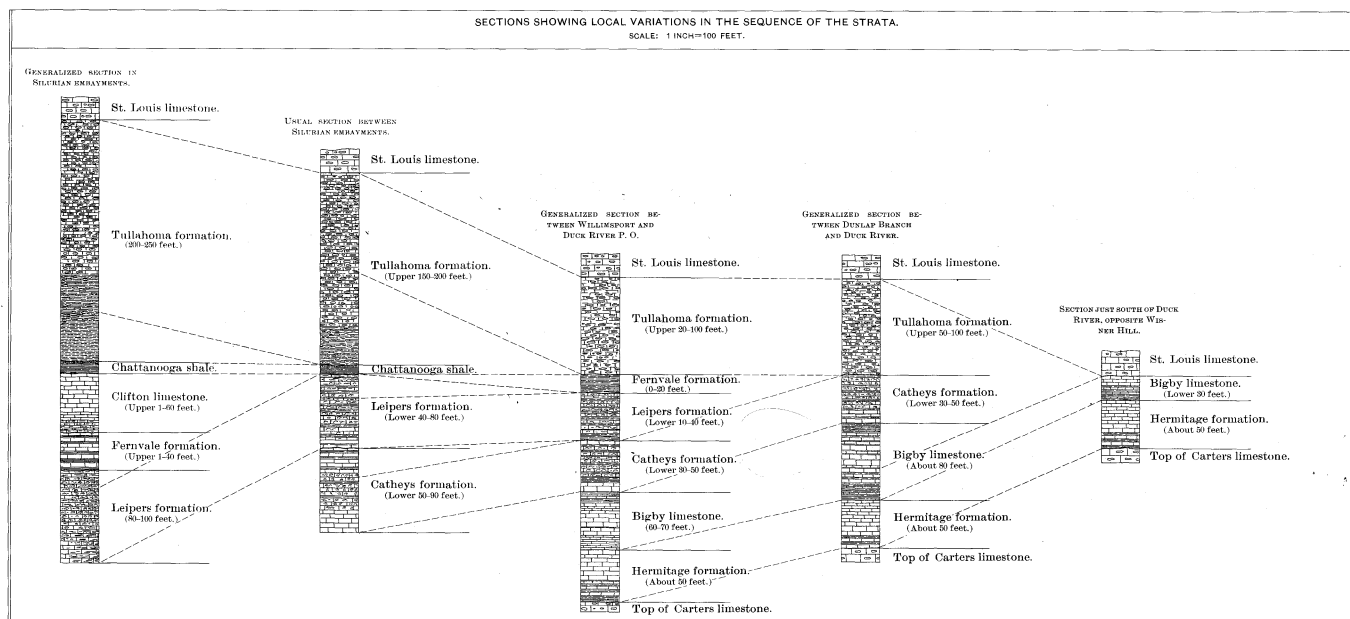 SECTIONS SHOWING LOCAL VARIATIONS IN THE SEQUENCE OF THE STRATA.
SCALE: 1 INCH=100 FEET.
GENERALIZED SECTION IN
SILURIAN EMBAYMENTS.
St. Louis limestone.
Tullahoma formation.
(200-250 feet.)
Chattanooga shale.
Clifton limestone.
(Upper 1-60 feet.)
Fernvale formation.
(Upper 1-40 feet.)
Leipers formation.
(80-100 feet.)
USUAL SECTION BETWEEN
SILURIAN EMBAYMENTS.
St. Louis limestone.
Tullahoma formation.
(Upper 150-200 feet.)
Chattanooga shale.
Leipers formation.
(Lower 40-80 feet.)
Catheys formation.
(Lower 50-90 feet.)
GENERALIZED SECTION BE-
TWEEN WILLIMSPORT AND
DUCK RIVER P. O.
St. Louis limestone.
Tullahoma formation.
(Upper 20-100 feet.)
Fernvale formation.
(0-20 feet.)
Leipers formation.
(Lower 10-40 feet.)
Catheys formation.
(Lower 30-50 feet.)
Bigby limestone.
(60-70 feet.)
Hermitage formation.
(About 50 feet.)
Top of Carters limestone.
GENERALIZED SECTION BE-
TWEEN DUNLAP BRANCH
AND DUCK RIVER.
St. Louis limestone.
Tullahoma formation.
(Upper 50-100 feet.)
Catheys formation.
(Lower 30-50 feet.)
Bigby limestone.
(About 80 feet.)
Hermitage formation.
(About 50 feet.)
Top of Carters limestone.
SECTION JUST SOUTH OF DUCK
RIVER, OPPOSITE WIS-
NER HILL.
St. Louis limestone.
Bigby limestone.
(Lower 30 feet.)
Hermitage formation.
(About 50 feet.)
Top of Carters limestone.